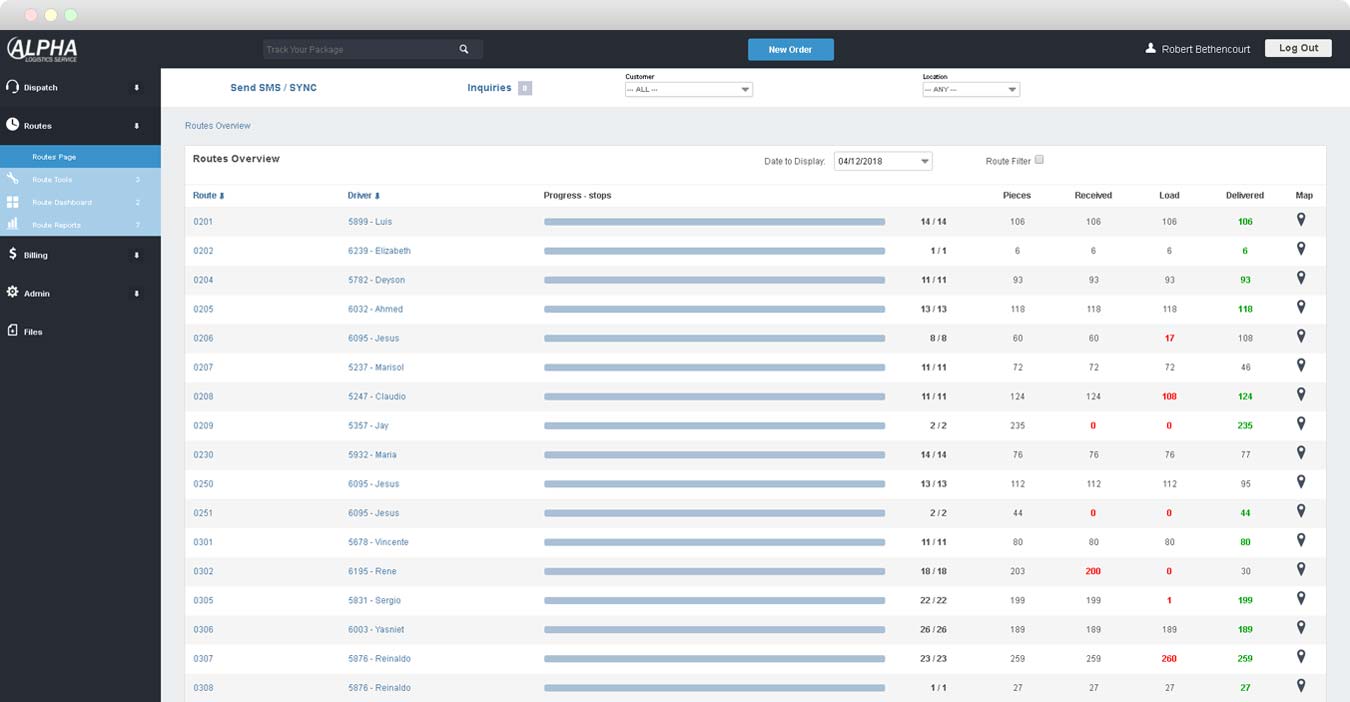 ALPHA
LOGISTICS SERVICE
Track Your Package
New Order
Robert Bethencourt
Log Out
Dispatch
Routes
Routes Page
Route Tools 3
Route Dashboard 2
Route Reports 7
Billing
Admin
Files
Send SMS / SYNC
Inquiries 0
Customer
--- ALL ---
Location
--- ANY ---
Routes Overview
Routes Overview
Date to Display: 04/12/2018
Route Filter
Route Driver Progress - stops Pieces Received Load Delivered Map
0201 5899 - Luis 14 / 14 106 106 106 106
0202 6239 - Elizabeth 1 / 1 6 6 6 6
0204 5782 - Deyson 11 / 11 93 93 93 93
0205 6032 - Ahmed 13 / 13 118 118 118 118
0206 6095 - Jesus 8 / 8 60 60 17 108
0207 5237 - Marisol 11 / 11 72 72 72 46
0208 5247 - Claudio 11 / 11 124 124 108 124
0209 5357 - Jay 2 / 2 235 0 0 235
0230 5932 - Maria 14 / 14 76 76 76 77
0250 6095 - Jesus 13 / 13 112 112 112 95
0251 6095 - Jesus 2 / 2 44 0 0 44
0301 5678 - Vincente 11 / 11 80 80 80 80
0302 6195 - Rene 18 / 18 203 200 0 30
0305 5831 - Sergio 22 / 22 199 199 1 199
0306 6003 - Yasniet 26 / 26 189 189 189 189
0307 5876 - Reinaldo 23 / 23 259 259 260 259
0308 5876 - Reinaldo 1 / 1 27 27 27 27